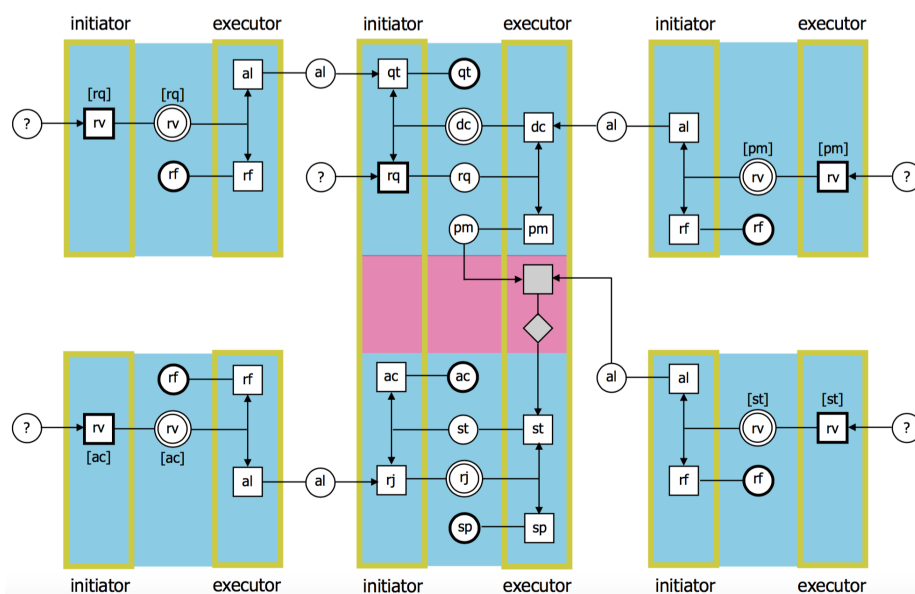 initiator executor initiator executor initiator executor
al al qt qt
[rq] [rq]
? rv rv dc dc al al
[pm] [pm]
rf rf ? rq rq rv rv ?
pm pm rf rf
rf rf ac ac al al
[st] [st]
? rv rv st st rv rv ?
[ac] [ac]
al al rj rj rf rf
sp sp
initiator executor initiator executor initiator executor